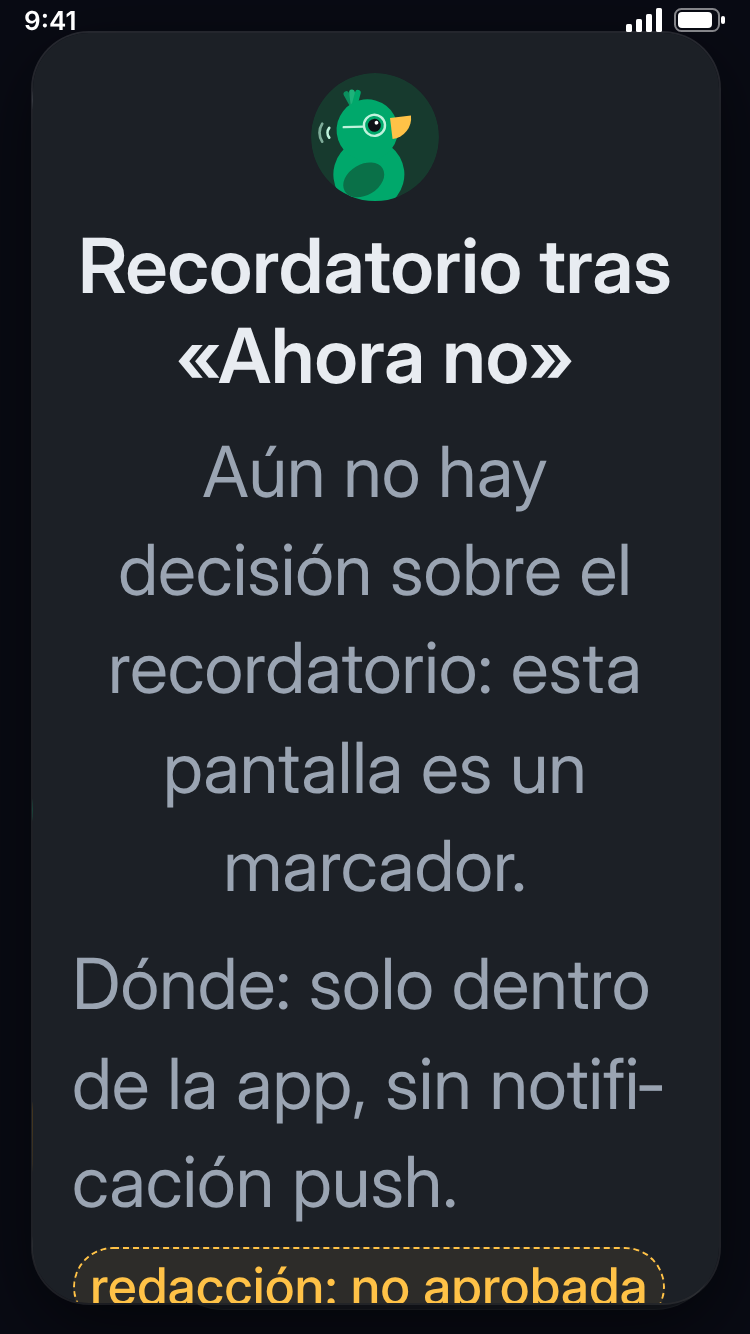 9:41
Recordatorio tras
«Ahora no»
Aún no hay
decisión sobre el
recordatorio: esta
pantalla es un
marcador.
Dónde: solo dentro
de la app, sin notifi-
cación push.
redacción: no aprobada